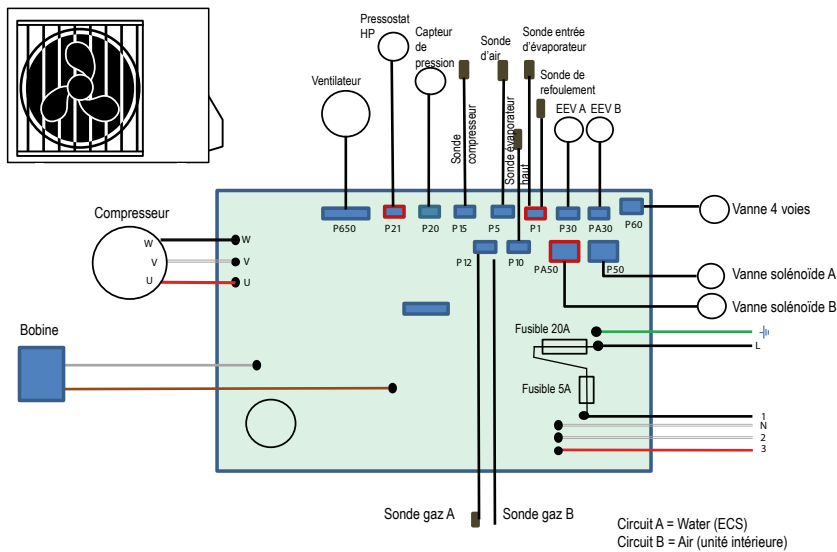 Pressostat
HP
Capteur
de
pression
Sonde entrée
d'évaporateur
Sonde
d'air
Ventilateur
Sonde de
refoulement
EEV A
EEV B
Sonde
compresseur
Sonde évaporateur
haut
Compresseur
W
V
U
W
V
U
P650
P21
P20
P15
P5
P1
P30
PA30
P60
Vanne 4 voies
P12
P10
PA50
P50
Vanne solénoïde A
Vanne solénoïde B
Bobine
Fusible 20A
L
Fusible 5A
1
N
2
3
Sonde gaz A
Sonde gaz B
Circuit A = Water (ECS)
Circuit B = Air (unité intérieure)